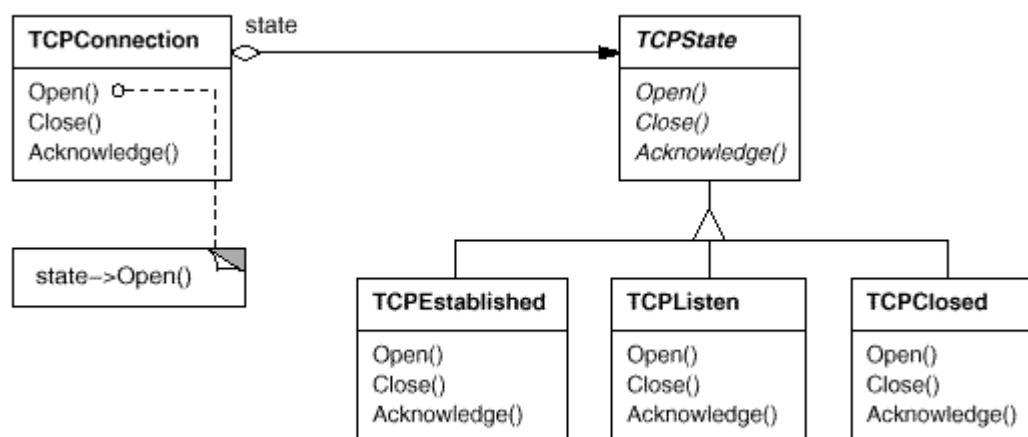 state
TCPConnection
Open()
Close()
Acknowledge()
TCPState
Open()
Close()
Acknowledge()
state->Open()
TCPEstablished
Open()
Close()
Acknowledge()
TCPListen
Open()
Close()
Acknowledge()
TCPClosed
Open()
Close()
Acknowledge()